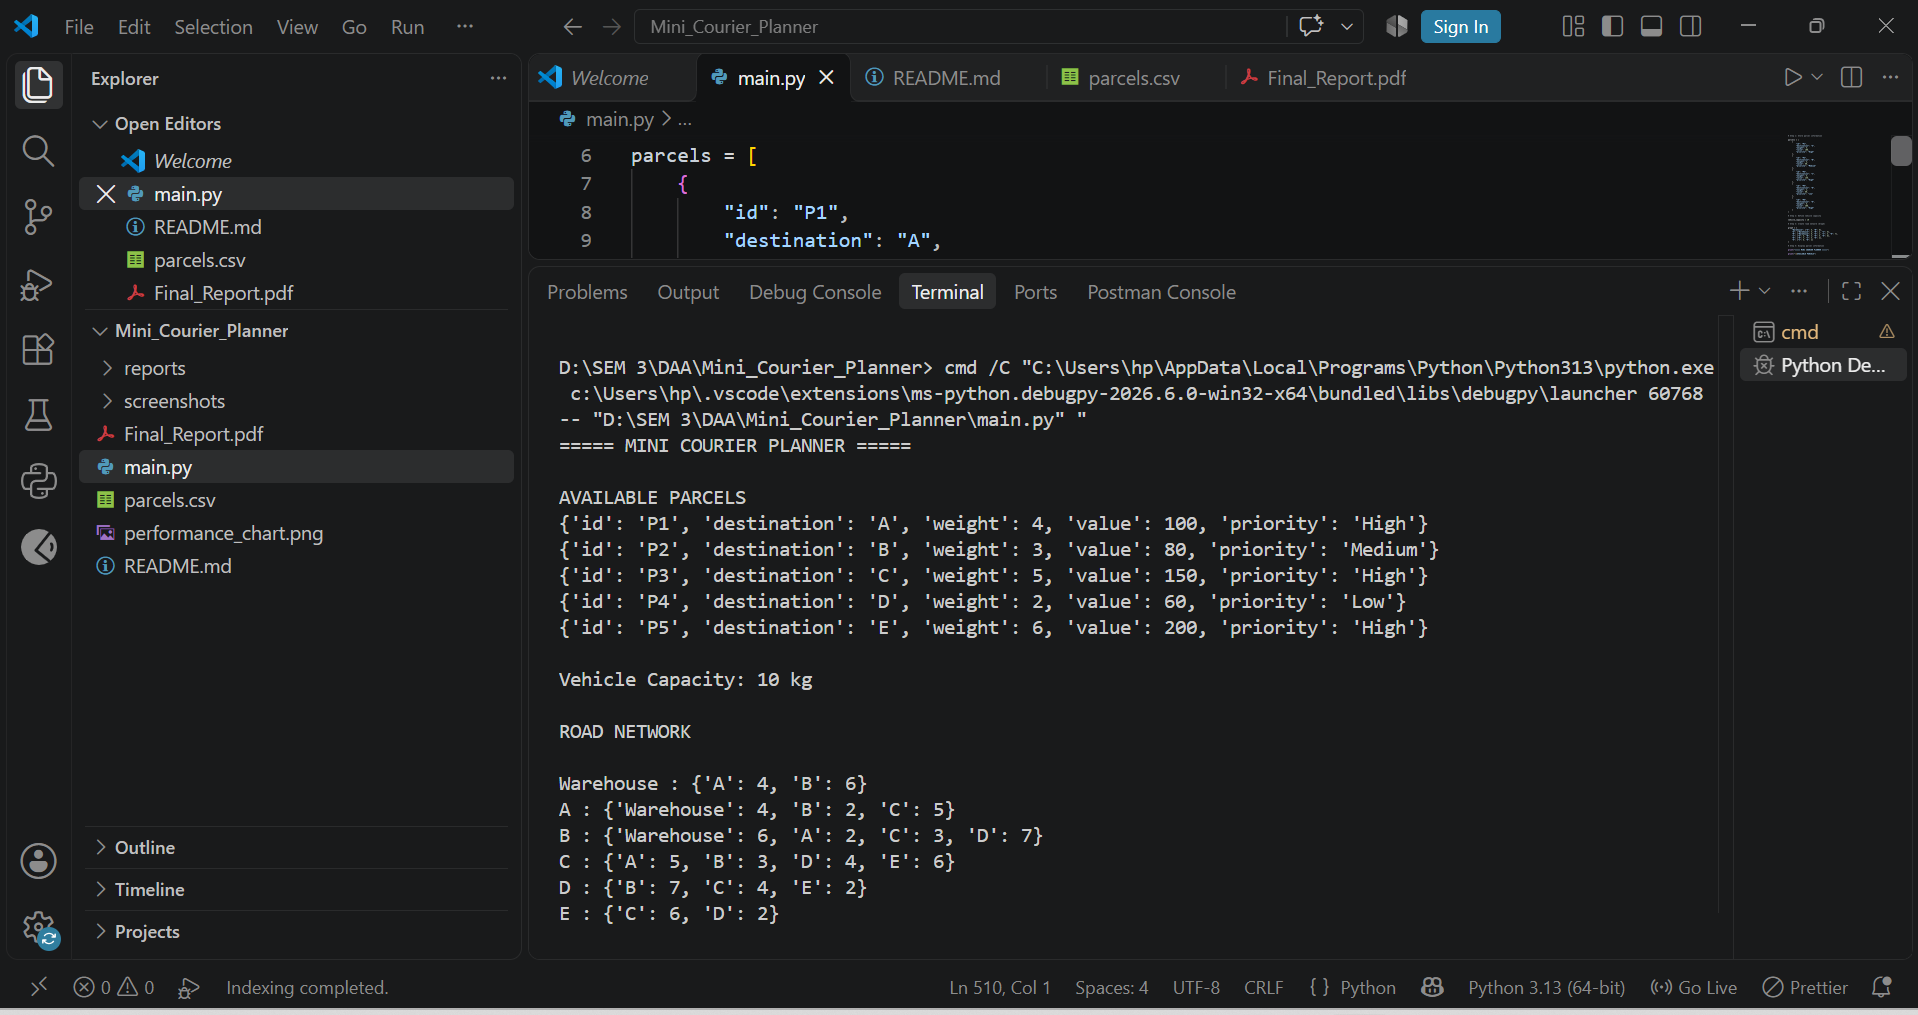 File Edit Selection View Go Run ...
Mini_Courier_Planner
Sign In
Explorer
Open Editors
Welcome
main.py
README.md
parcels.csv
Final_Report.pdf
Mini_Courier_Planner
reports
screenshots
Final_Report.pdf
main.py
parcels.csv
performance_chart.png
README.md
Outline
Timeline
Projects
Welcome main.py README.md parcels.csv Final_Report.pdf
main.py > ...
6 parcels = [
7 {
8 "id": "P1",
9 "destination": "A",
Problems Output Debug Console Terminal Ports Postman Console
D:\SEM 3\DAA\Mini_Courier_Planner> cmd /C "C:\Users\hp\AppData\Local\Programs\Python\Python313\python.exe
c:\Users\hp\.vscode\extensions\ms-python.debugpy-2026.6.0-win32-x64\bundled\libs\debugpy\launcher 60768
-- "D:\SEM 3\DAA\Mini_Courier_Planner\main.py" "
===== MINI COURIER PLANNER =====
AVAILABLE PARCELS
{'id': 'P1', 'destination': 'A', 'weight': 4, 'value': 100, 'priority': 'High'}
{'id': 'P2', 'destination': 'B', 'weight': 3, 'value': 80, 'priority': 'Medium'}
{'id': 'P3', 'destination': 'C', 'weight': 5, 'value': 150, 'priority': 'High'}
{'id': 'P4', 'destination': 'D', 'weight': 2, 'value': 60, 'priority': 'Low'}
{'id': 'P5', 'destination': 'E', 'weight': 6, 'value': 200, 'priority': 'High'}
Vehicle Capacity: 10 kg
ROAD NETWORK
Warehouse : {'A': 4, 'B': 6}
A : {'Warehouse': 4, 'B': 2, 'C': 5}
B : {'Warehouse': 6, 'A': 2, 'C': 3, 'D': 7}
C : {'A': 5, 'B': 3, 'D': 4, 'E': 6}
D : {'B': 7, 'C': 4, 'E': 2}
E : {'C': 6, 'D': 2}
cmd
Python De...
0 0 Indexing completed. Ln 510, Col 1 Spaces: 4 UTF-8 CRLF { } Python Python 3.13 (64-bit) Go Live Prettier